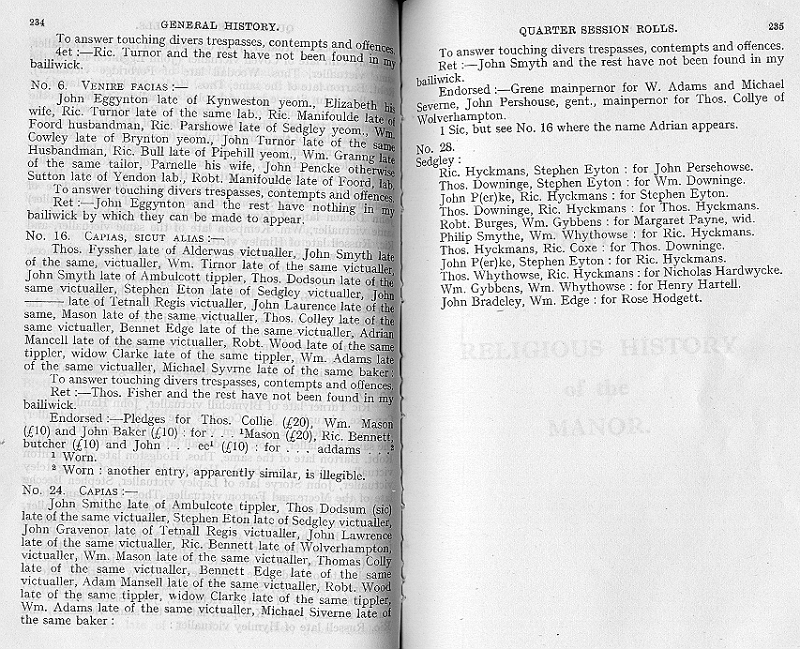 234
GENERAL HISTORY.
To answer touching divers trespasses, contempts and offences.
4et :—Ric. Turnor and the rest have not been found in my
bailiwick.
No. 6. VENIRE FACIAS :—
John Eggynton late of Kynweston yeom., Elizabeth his
wife, Ric. Turnor late of the same lab., Ric. Manifoulde late of
Foord husbandman, Ric. Parshowe late of Sedgley yeom., Wm.
Cowley late of Brynton yeom., John Turnor late of the same
Husbandman, Ric. Bull late of Pipehill yeom., Wm. Granng late
of the same tailor, Parnelle his wife, John Pencke otherwise
Sutton late of Yendon lab., Robt. Manifoulde late of Foord, lab.
To answer touching divers trespasses, contempts and offences.
Ret :—John Eggynton and the rest have nothing in my
bailiwick by which they can be made to appear.
No. 16. CAPIAS, SICUT ALIAS :—
Thos. Fyssher late of Alderwas victualler, John Smyth late
of the same, victualler, Wm. Tirnor late of the same victualler,
John Smyth late of Ambulcott tippler, Thos. Dodsoun late of the
same victualler, Stephen Eton late of Sedgley victualler, John
——— late of Tetnall Regis victualler, John Laurence late of the
same, Mason late of the same victualler, Thos. Colley late of the
same victualler, Bennet Edge late of the same victualler, Adrian
Mancell late of the same victualler, Robt. Wood late of the same
tippler, widow Clarke late of the same tippler, Wm. Adams late
of the same victualler, Michael Syvrne late of the same baker :
To answer touching divers trespasses, contempts and offences.
Ret :—Thos. Fisher and the rest have not been found in my
bailiwick.
Endorsed :—Pledges for Thos. Collie (£20), Wm. Mason
(£10) and John Baker (£10) : for . . . ¹Mason (£20), Ric. Bennett,
butcher (£10) and John . . . ee¹ (£10) : for . . . addams . . .²
¹ Worn.
² Worn : another entry, apparently similar, is illegible.
No. 24. CAPIAS :—
John Smithe late of Ambulcote tippler, Thos Dodsum (sic)
late of the same victualler, Stephen Eton late of Sedgley victualler,
John Gravenor late of Tetnall Regis victualler, John Lawrence
late of the same victualler, Ric. Bennett late of Wolverhampton,
victualler, Wm. Mason late of the same victualler, Thomas Colly
late of the same victualler, Bennett Edge late of the same
victualler, Adam Mansell late of the same victualler, Robt. Wood
late of the same tippler, widow Clarke late of the same tippler,
Wm. Adams late of the same victualler, Michael Siverne late of
the same baker :
QUARTER SESSION ROLLS.
235
To answer touching divers trespasses, contempts and offences.
Ret :—John Smyth and the rest have not been found in my
bailiwick.
Endorsed :—Grene mainpernor for W. Adams and Michael
Severne, John Pershouse, gent., mainpernor for Thos. Collye of
Wolverhampton.
1 Sic, but see No. 16 where the name Adrian appears.
No. 28.
Sedgley :
Ric. Hyckmans, Stephen Eyton : for John Persehowse.
Thos. Downinge, Stephen Eyton : for Wm. Downinge.
John P(er)ke, Ric. Hyckmans : for Stephen Eyton.
Thos. Downinge, Ric. Hyckmans : for Thos. Hyckmans.
Robt. Burges, Wm. Gybbens : for Margaret Payne, wid.
Philip Smythe, Wm. Whythowse : for Ric. Hyckmans.
Thos. Hyckmans, Ric. Coxe : for Thos. Downinge.
John P(er)ke, Stephen Eyton : for Ric. Hyckmans.
Thos. Whythowse, Ric. Hyckmans : for Nicholas Hardwycke.
Wm. Gybbens, Wm. Whythowse : for Henry Hartell.
John Bradeley, Wm. Edge : for Rose Hodgett.
RELIGIOUS HISTORY
of the
MANOR.